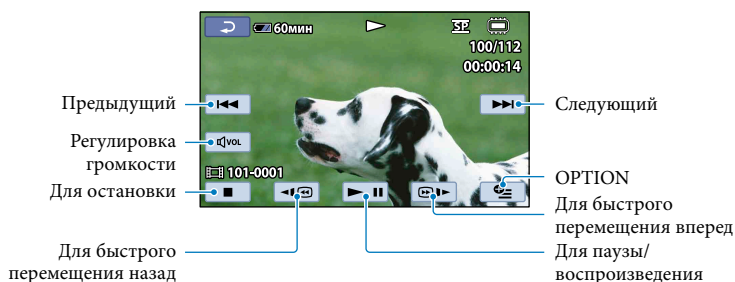 60мин
SP
100/112
00:00:14
Предыдущий
Следующий
VOL
Регулировка
громкости
101-0001
Для остановки
OPTION
Для быстрого
перемещения вперед
Для быстрого
перемещения назад
Для паузы/
воспроизведения